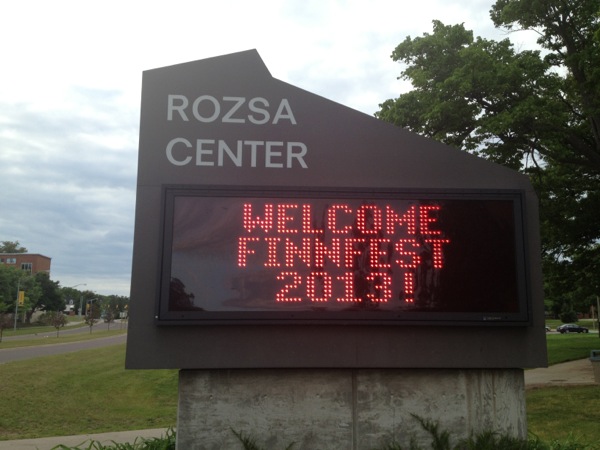 ROZSA
CENTER
WELCOME
FINNFEST
2013!